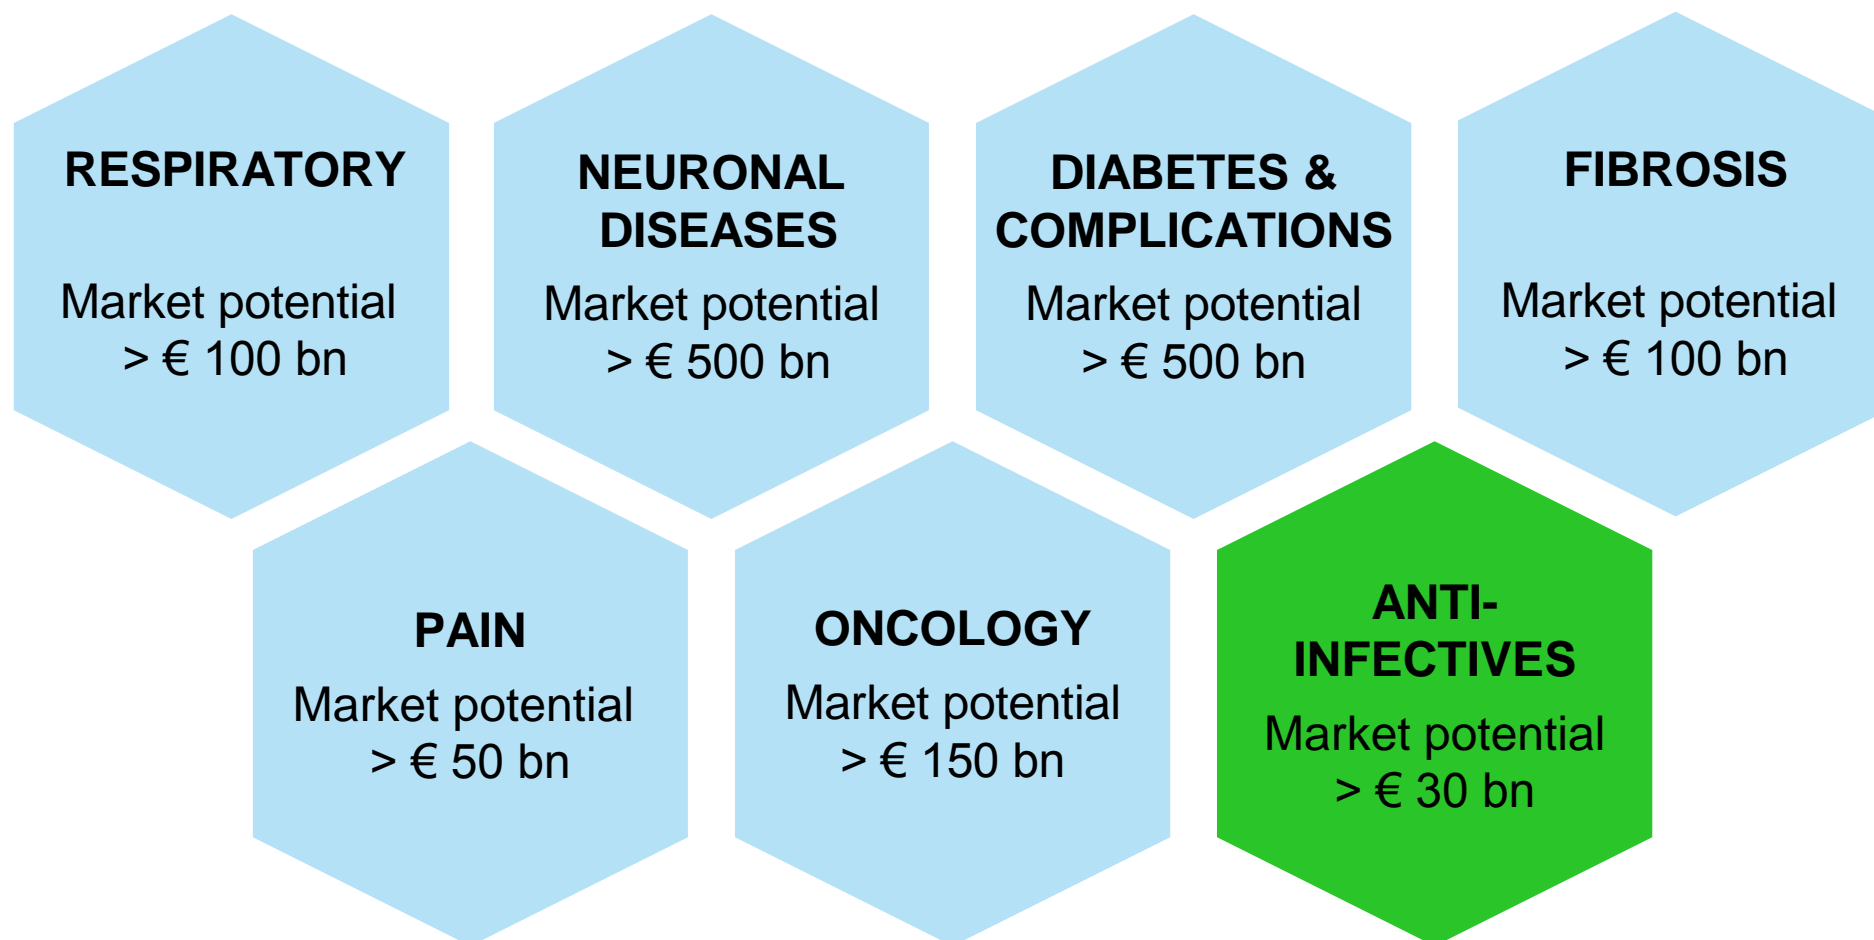 RESPIRATORY
Market potential
> € 100 bn
NEURONAL
DISEASES
Market potential
> € 500 bn
DIABETES &
COMPLICATIONS
Market potential
> € 500 bn
FIBROSIS
Market potential
> € 100 bn
PAIN
Market potential
> € 50 bn
ONCOLOGY
Market potential
> € 150 bn
ANTI-
INFECTIVES
Market potential
> € 30 bn